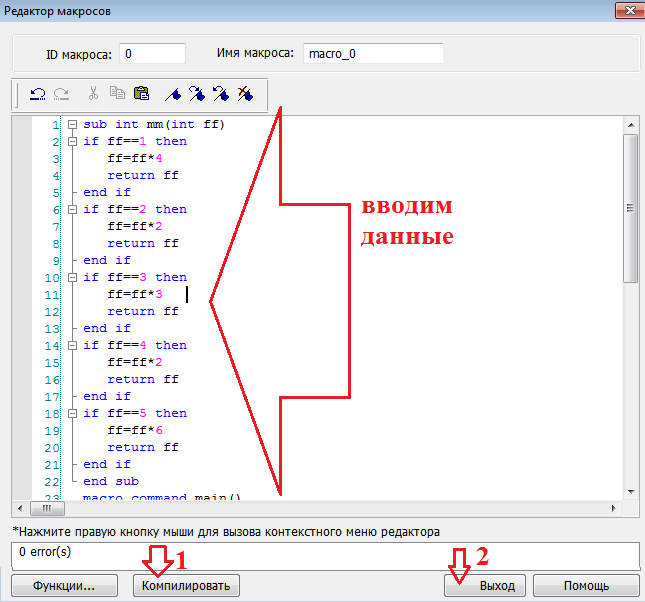 Редактор макросов
ID макроса: 0 Имя макроса: macro_0
1 sub int mm(int ff)
2 if ff==1 then
3 ff=ff*4
4 return ff
5 end if
6 if ff==2 then
7 ff=ff*2
8 return ff
9 end if
10 if ff==3 then
11 ff=ff*3
12 return ff
13 end if
14 if ff==4 then
15 ff=ff*2
16 return ff
17 end if
18 if ff==5 then
19 ff=ff*6
20 return ff
21 end if
22 end sub
23 macro_command main()
вводим
данные
*Нажмите правую кнопку мыши для вызова контекстного меню редактора
0 error(s)
1 2
Функции... Компилировать Выход Помощь